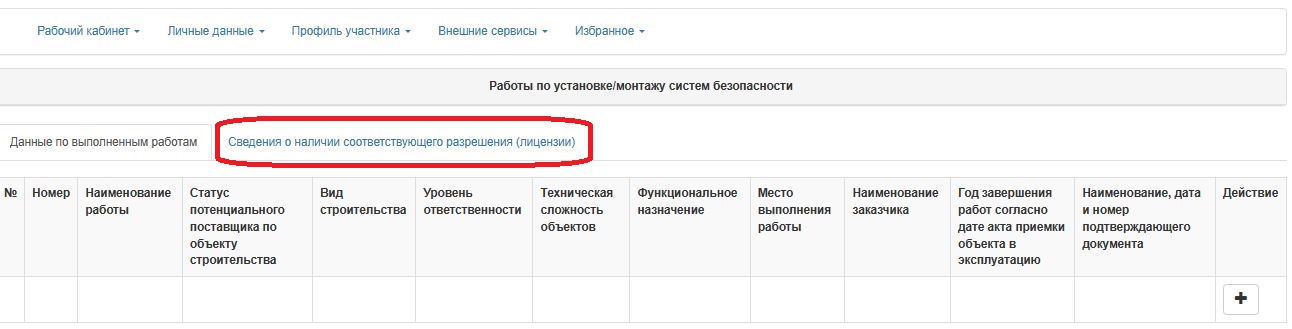 Рабочий кабинет Личные данные Профиль участника Внешние сервисы Избранное
Работы по установке/монтажу систем безопасности
Данные по выполненным работам Сведения о наличии соответствующего разрешения (лицензии)
№ Номер Наименование Статус Вид Уровень Техническая Функциональное Место Наименование Год завершения Наименование, дата Действие
работы потенциального строительства ответственности сложность назначение выполнения заказчика работ согласно и номер
поставщика по объектов работы дате акта приемки подтверждающего
объекту объекта в документа
строительства эксплуатацию